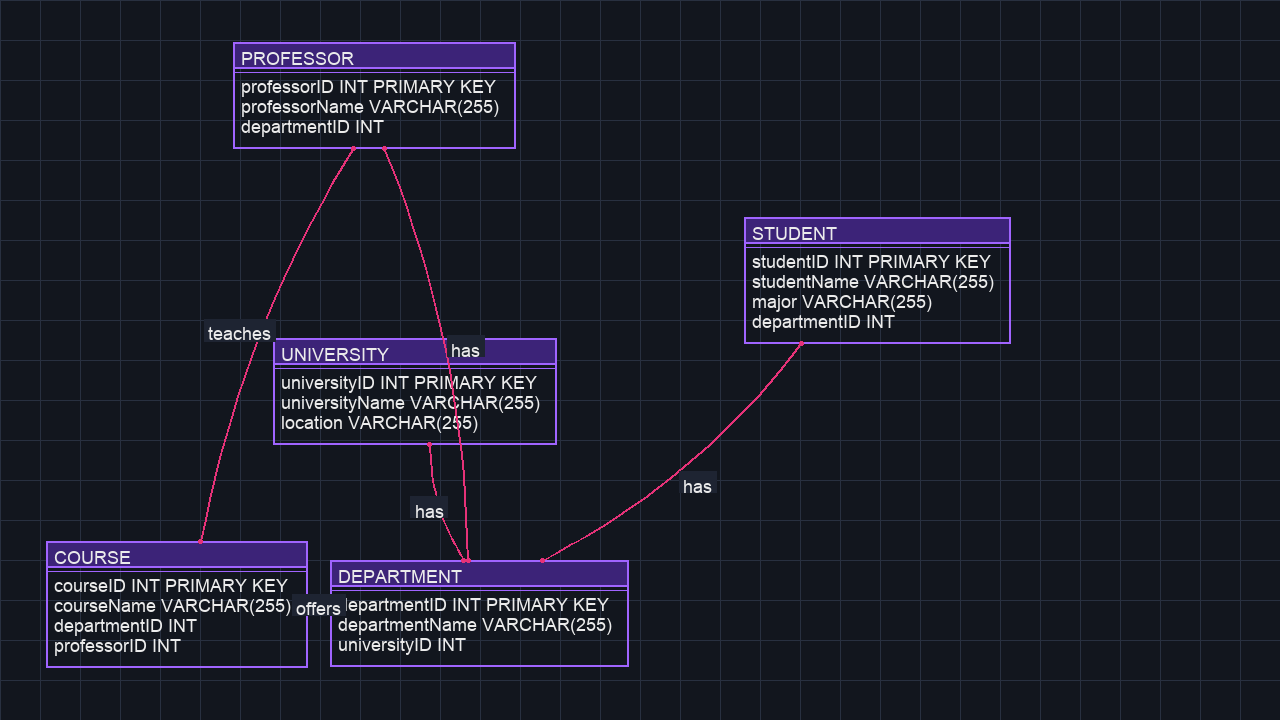 PROFESSOR
professorID INT PRIMARY KEY
professorName VARCHAR(255)
departmentID INT
STUDENT
studentID INT PRIMARY KEY
studentName VARCHAR(255)
major VARCHAR(255)
departmentID INT
teaches
has
UNIVERSITY
universityID INT PRIMARY KEY
universityName VARCHAR(255)
location VARCHAR(255)
has
has
COURSE
courseID INT PRIMARY KEY
courseName VARCHAR(255)
departmentID INT
professorID INT
offers
DEPARTMENT
departmentID INT PRIMARY KEY
departmentName VARCHAR(255)
universityID INT